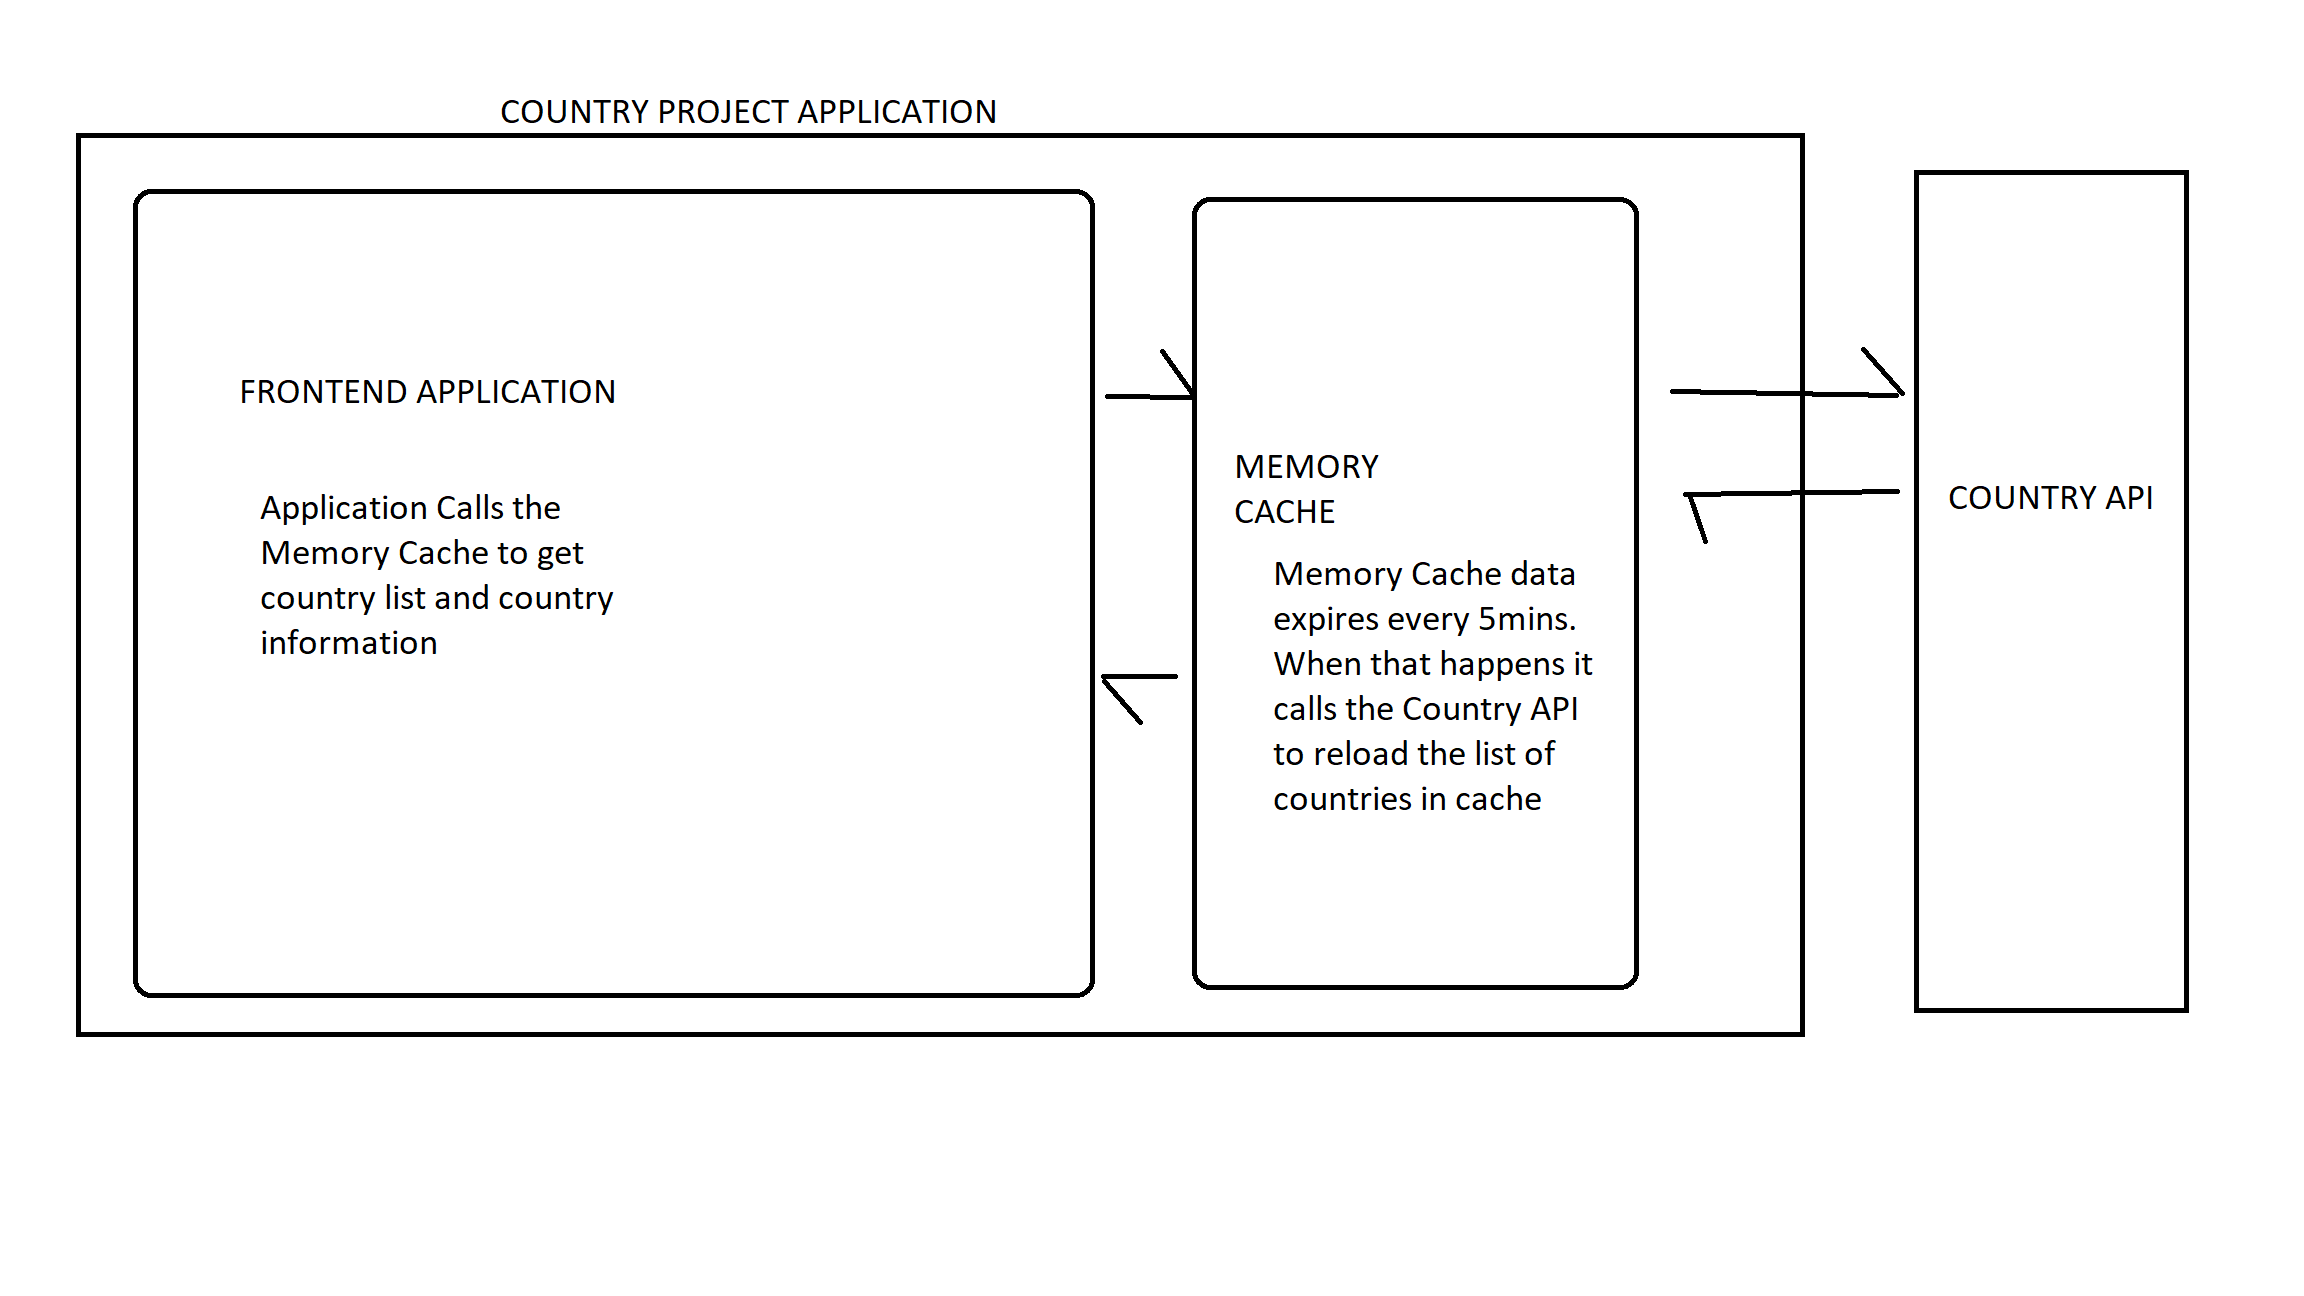 COUNTRY PROJECT APPLICATION
FRONTEND APPLICATION
Application Calls the
Memory Cache to get
country list and country
information
MEMORY
CACHE
Memory Cache data
expires every 5mins.
When that happens it
calls the Country API
to reload the list of
countries in cache
COUNTRY API